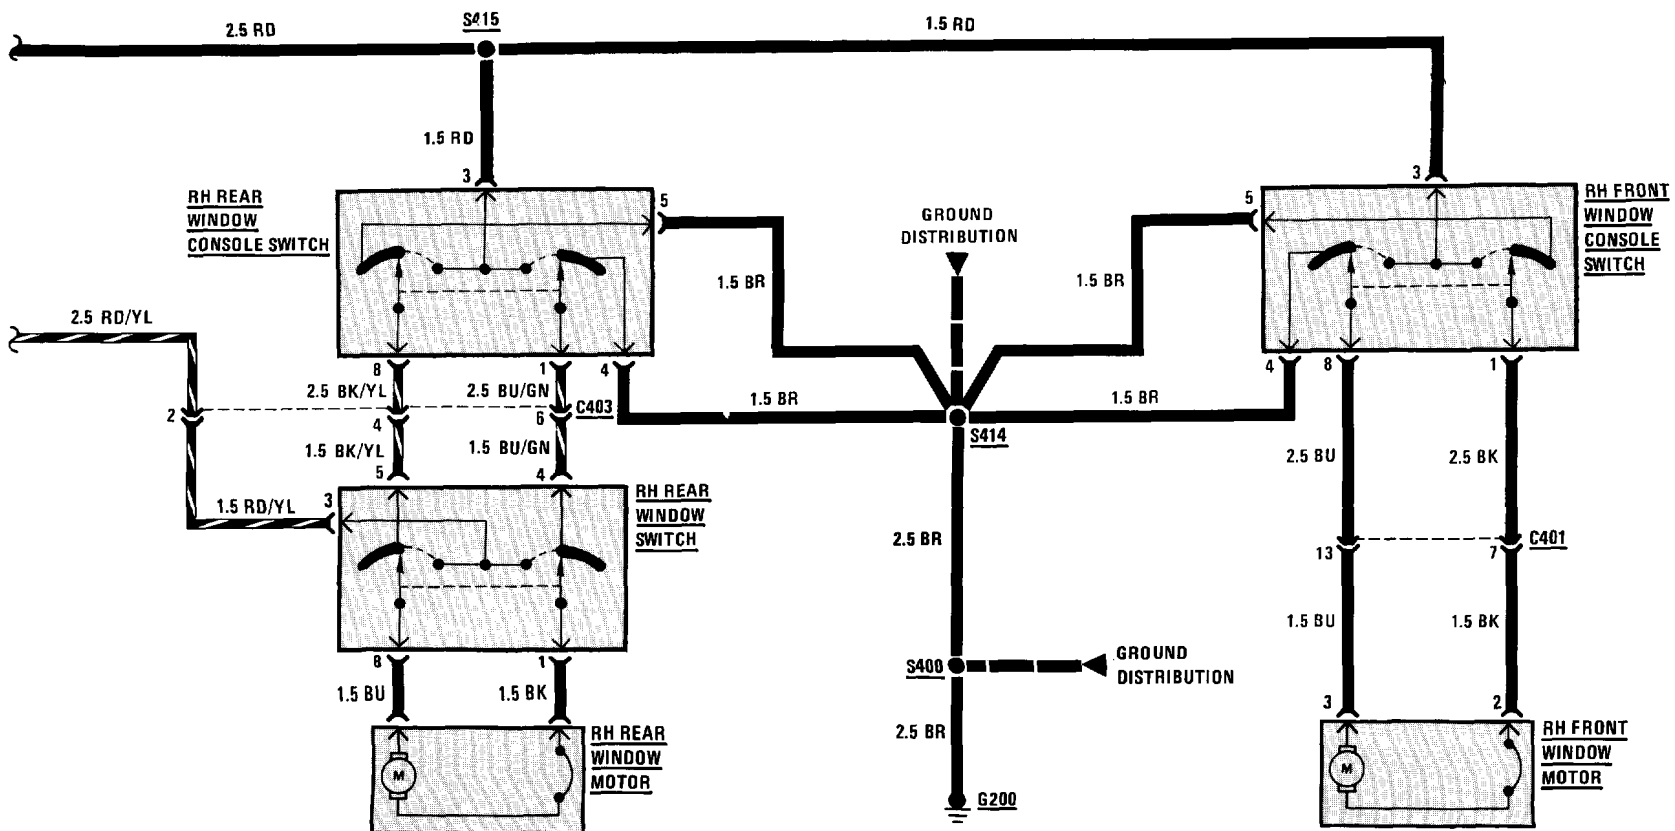 S415
2.5 RD
1.5 RD
1.5 RD
3
3
RH REAR
WINDOW
CONSOLE SWITCH
5
GROUND
DISTRIBUTION
5
RH FRONT
WINDOW
CONSOLE
SWITCH
1.5 BR
1.5 BR
2.5 RD/YL
8
1
4
4
8
1
2.5 BK/YL
2.5 BU/GN
C403
1.5 BR
1.5 BR
2
4
6
S414
1.5 BK/YL
1.5 BU/GN
2.5 BU
2.5 BK
5
4
1.5 RD/YL
3
RH REAR
WINDOW
SWITCH
2.5 BR
13
7
C401
1.5 BU
1.5 BK
8
1
S400
GROUND
DISTRIBUTION
1.5 BU
1.5 BK
3
2
2.5 BR
RH REAR
WINDOW
MOTOR
M
RH FRONT
WINDOW
MOTOR
M
G200